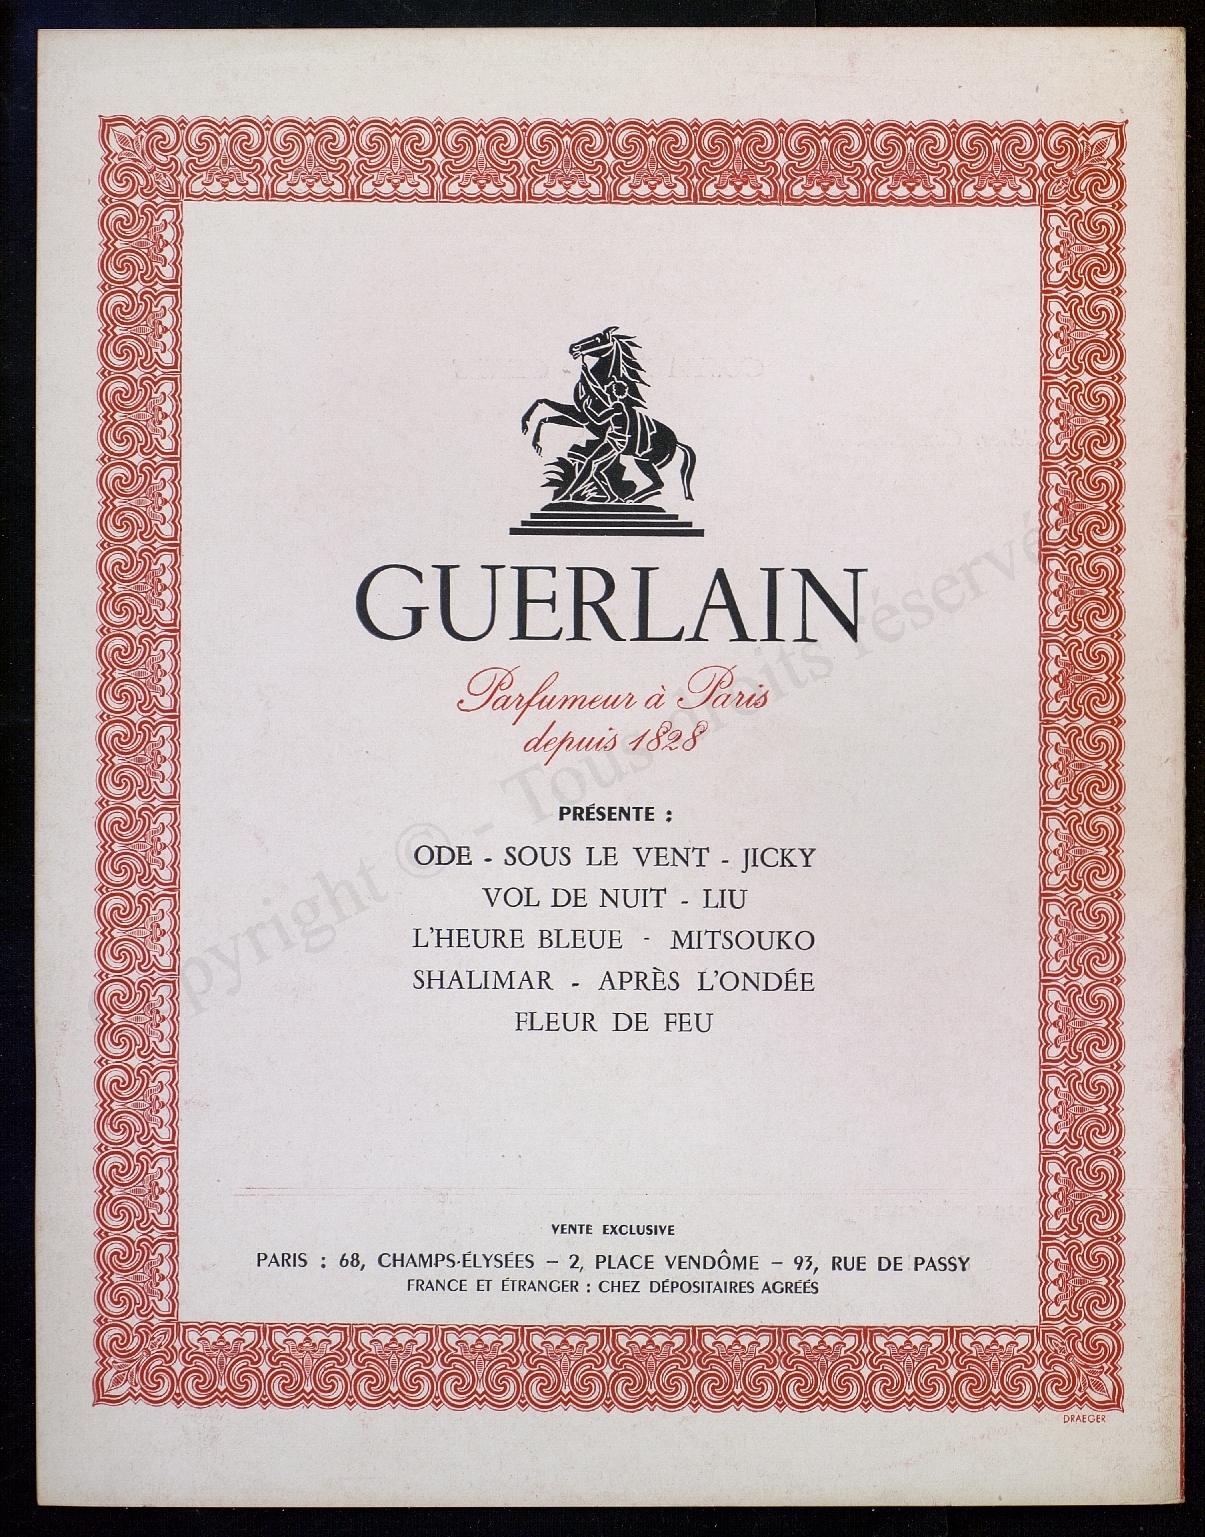 GUERLAIN
Parfumeur à Paris
depuis 1828
PRÉSENTE :
ODE - SOUS LE VENT - JICKY
VOL DE NUIT - LIU
L'HEURE BLEUE - MITSOUKO
SHALIMAR - APRÈS L'ONDÉE
FLEUR DE FEU
VENTE EXCLUSIVE
PARIS : 68, CHAMPS-ÉLYSÉES – 2, PLACE VENDÔME – 93, RUE DE PASSY
FRANCE ET ÉTRANGER : CHEZ DÉPOSITAIRES AGRÉÉS
DRAEGER
Copyright © - Tous droits réservés